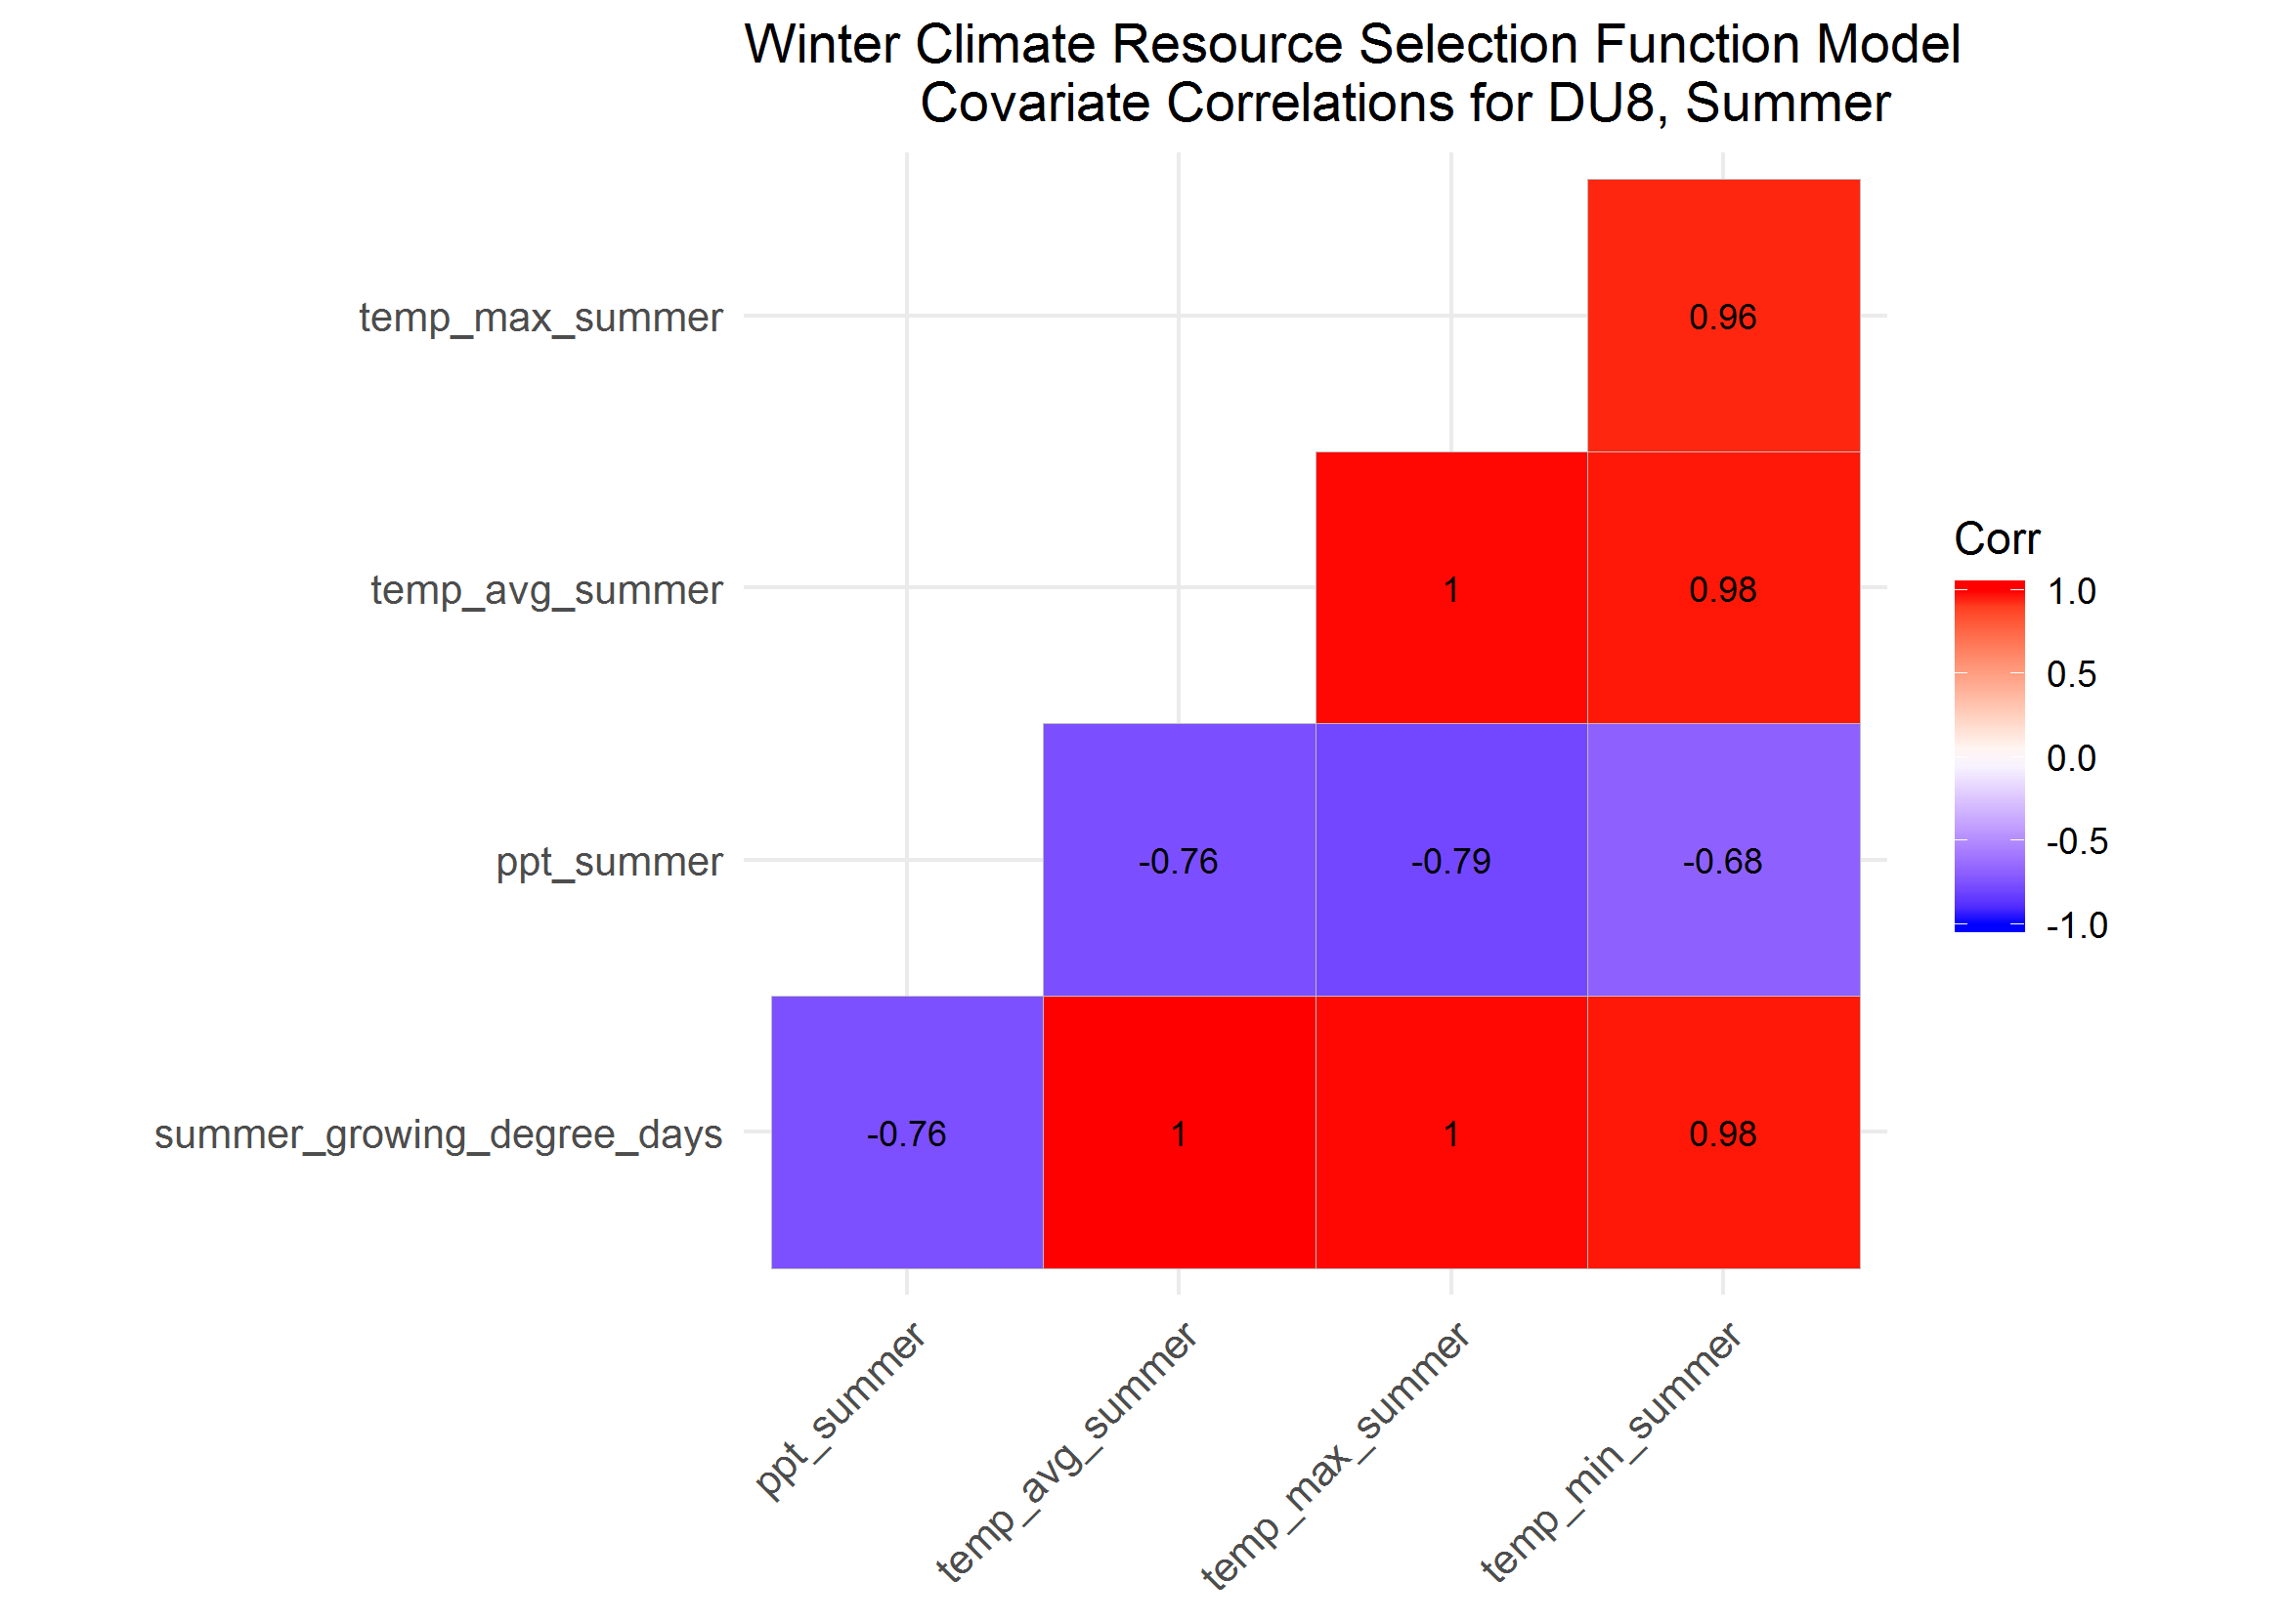 Winter Climate Resource Selection Function Model
Covariate Correlations for DU8, Summer
temp_max_summer
0.96
temp_avg_summer
1
0.98
ppt_summer
-0.76
-0.79
-0.68
summer_growing_degree_days
-0.76
1
1
0.98
ppt_summer
temp_avg_summer
temp_max_summer
temp_min_summer
Corr
1.0
0.5
0.0
-0.5
-1.0